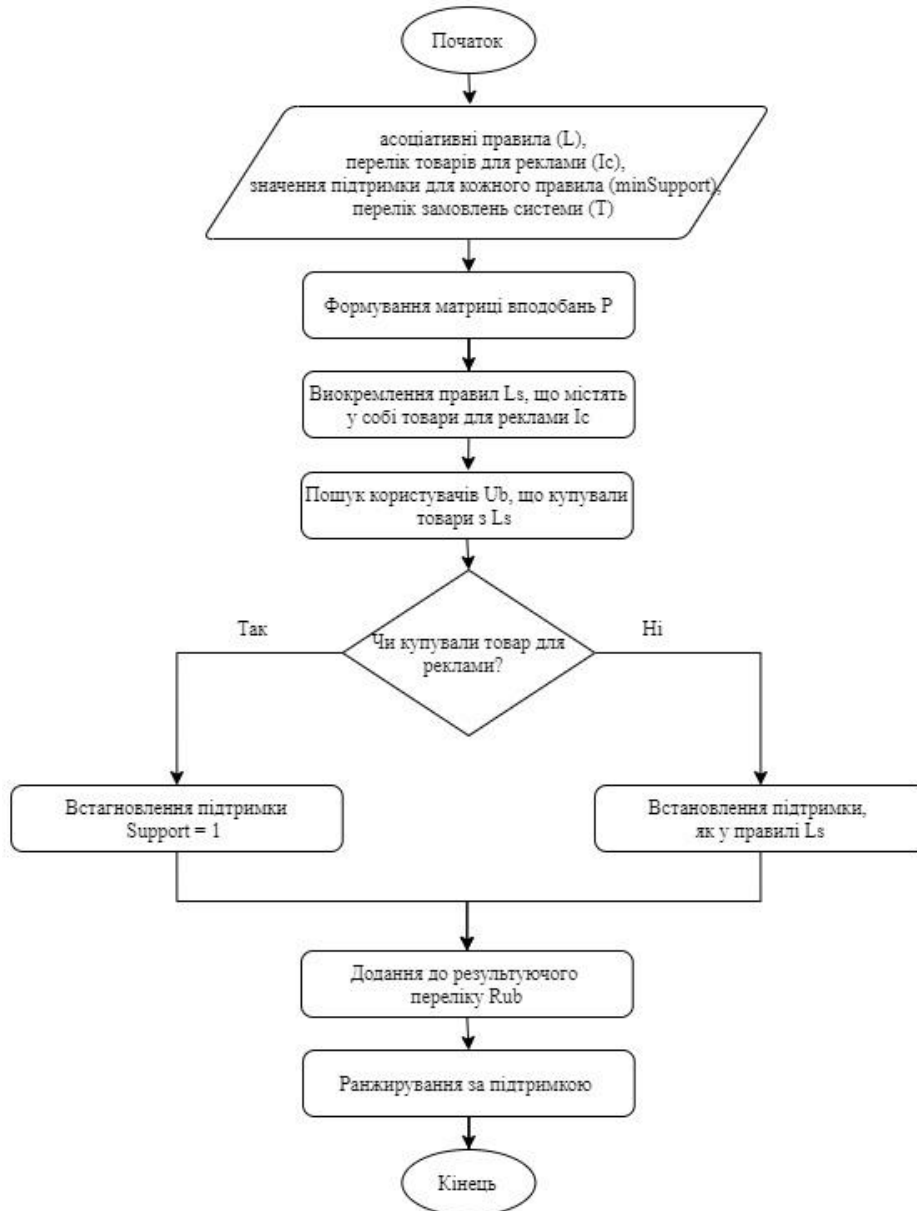 Початок
асоціативні правила (L),
перелік товарів для реклами (Ic),
значення підтримки для кожного правила (minSupport),
перелік замовлень системи (T)
Формування матриці вподобань P
Виокремлення правил Ls, що містять
у собі товари для реклами Ic
Пошук користувачів Ub, що купували
товари з Ls
Так
Ні
Чи купували товар для
реклами?
Встагновлення підтримки
Support = 1
Встановлення підтримки,
як у правилі Ls
Додання до результуючого
переліку Rub
Ранжирування за підтримкою
Кінець